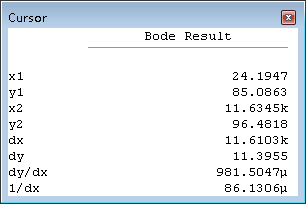 Cursor
Bode Result
x1 24.1947
y1 85.0863
x2 11.6345k
y2 96.4818
dx 11.6103k
dy 11.3955
dy/dx 981.5047µ
1/dx 86.1306µ